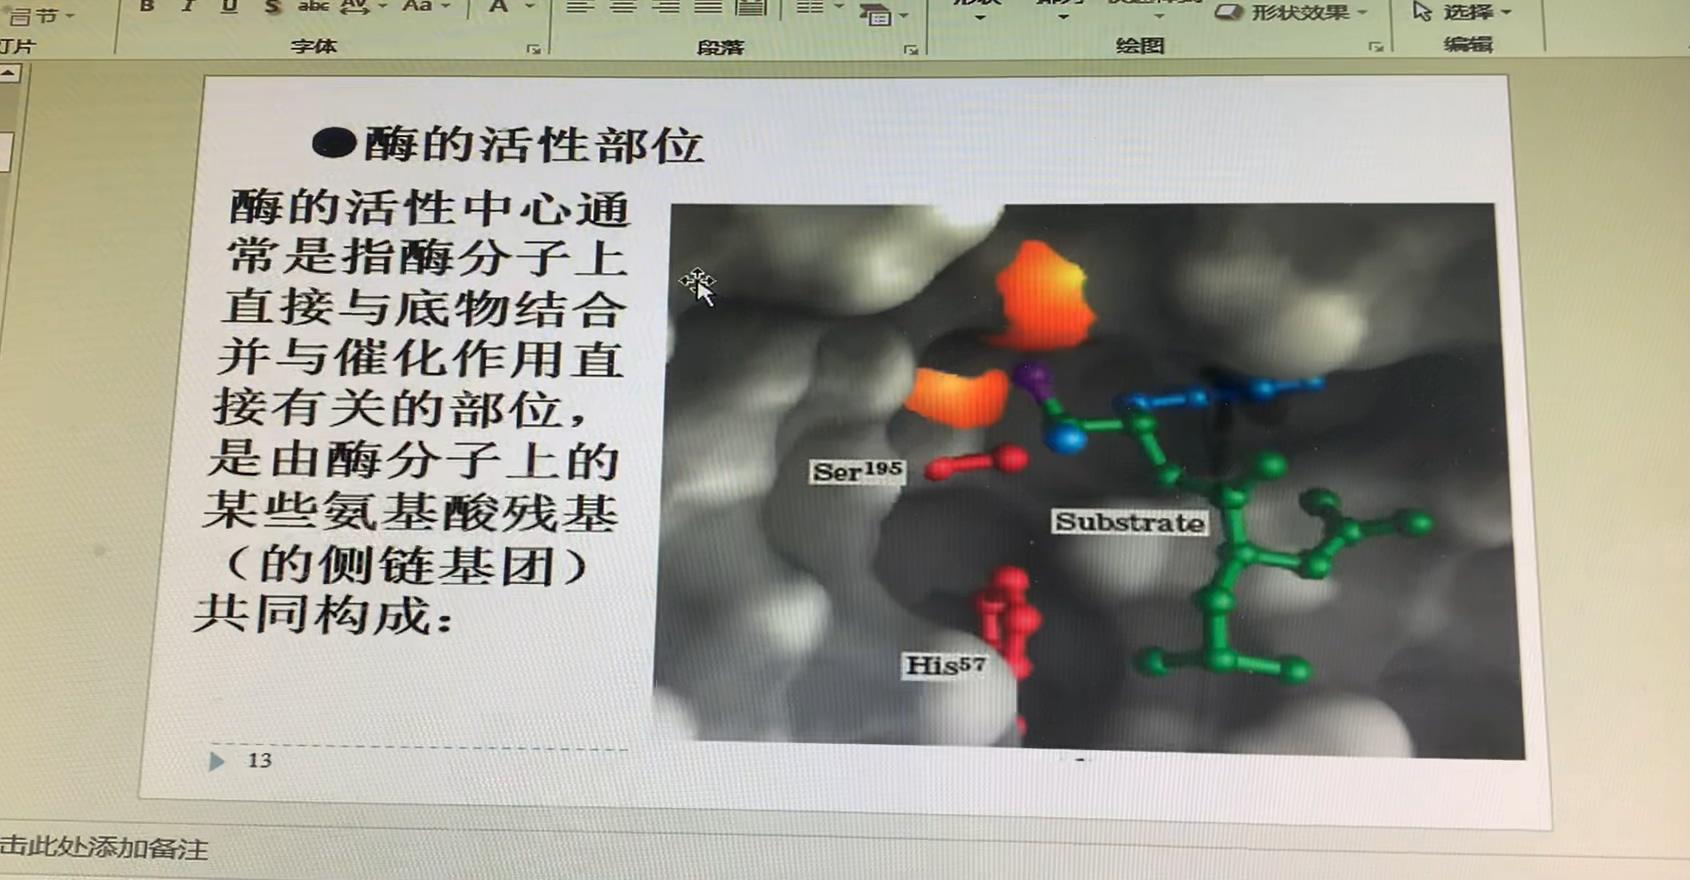 B I U S abc AV Aa A
形状效果
选择
字体
段落
绘图
编辑
●酶的活性部位
酶的活性中心通
常是指酶分子上
直接与底物结合
并与催化作用直
接有关的部位，
是由酶分子上的
某些氨基酸残基
（的侧链基团）
共同构成：
Ser195
Substrate
His57
13
击此处添加备注